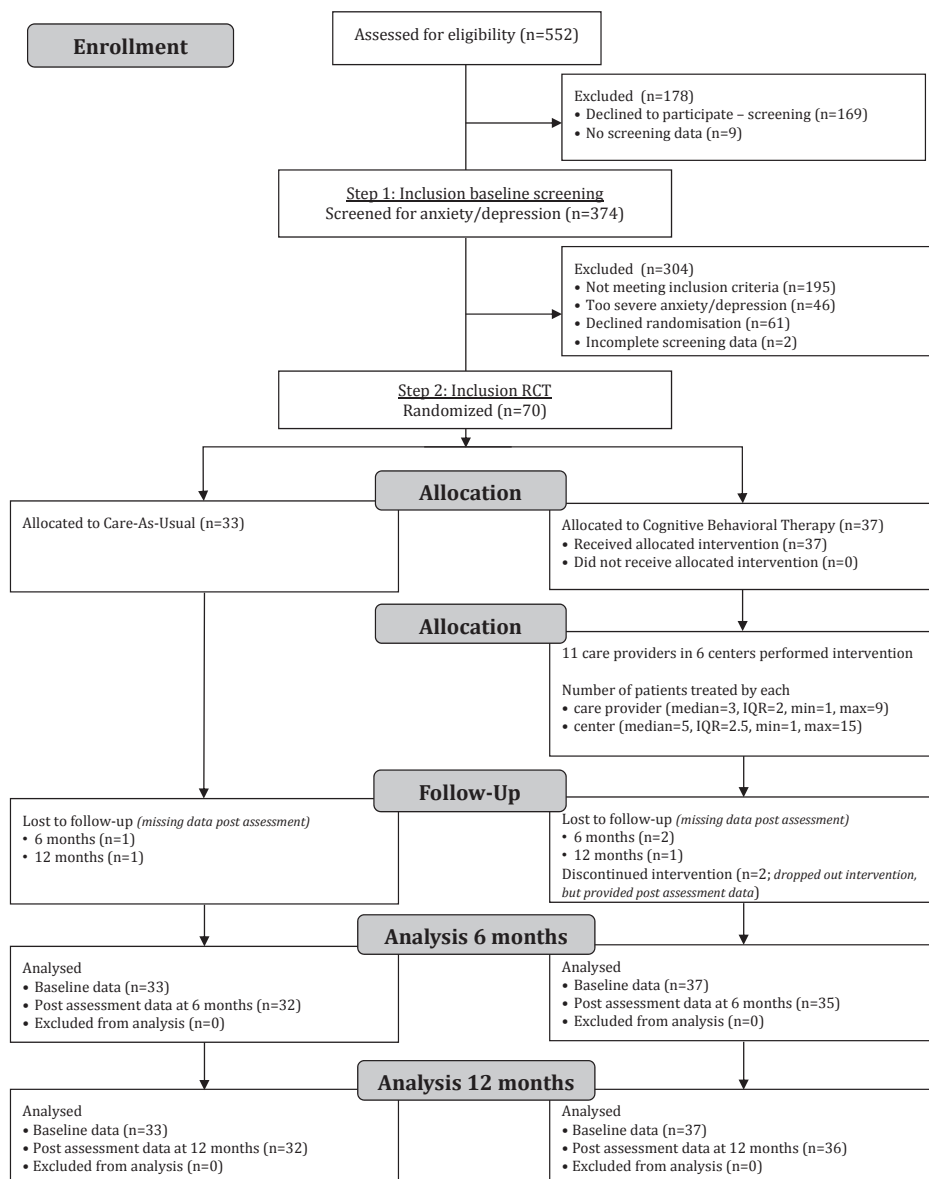 Enrollment
Assessed for eligibility (n=552)
Excluded (n=178)
• Declined to participate – screening (n=169)
• No screening data (n=9)
Step 1: Inclusion baseline screening
Screened for anxiety/depression (n=374)
Excluded (n=304)
• Not meeting inclusion criteria (n=195)
• Too severe anxiety/depression (n=46)
• Declined randomisation (n=61)
• Incomplete screening data (n=2)
Step 2: Inclusion RCT
Randomized (n=70)
Allocation
Allocated to Care-As-Usual (n=33)
Allocated to Cognitive Behavioral Therapy (n=37)
• Received allocated intervention (n=37)
• Did not receive allocated intervention (n=0)
Allocation
11 care providers in 6 centers performed intervention
Number of patients treated by each
• care provider (median=3, IQR=2, min=1, max=9)
• center (median=5, IQR=2.5, min=1, max=15)
Follow-Up
Lost to follow-up (missing data post assessment)
• 6 months (n=1)
• 12 months (n=1)
Lost to follow-up (missing data post assessment)
• 6 months (n=2)
• 12 months (n=1)
Discontinued intervention (n=2; dropped out intervention,
but provided post assessment data)
Analysis 6 months
Analysed
• Baseline data (n=33)
• Post assessment data at 6 months (n=32)
• Excluded from analysis (n=0)
Analysed
• Baseline data (n=37)
• Post assessment data at 6 months (n=35)
• Excluded from analysis (n=0)
Analysis 12 months
Analysed
• Baseline data (n=33)
• Post assessment data at 12 months (n=32)
• Excluded from analysis (n=0)
Analysed
• Baseline data (n=37)
• Post assessment data at 12 months (n=36)
• Excluded from analysis (n=0)